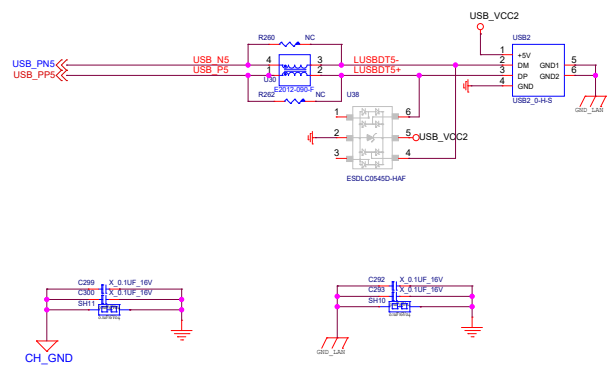 USB_VCC2
R260 NC
USB2
USB_PN5 USB_N5 4 3 LUSBDT5- 1 +5V
2 DM GND1 5
USB_PP5 USB_P5 1 2 LUSBDT5+ 3 DP GND2 6
U30 4 GND
E2012-090-F
R262 NC U38 USB2_0-H-S
1 6 GND_LAN
2 5 USB_VCC2
3 4
ESDLC0545D-HAF
C299 X_0.1UF_16V
C300 X_0.1UF_16V
SH11
CH_GND
C292 X_0.1UF_16V
C293 X_0.1UF_16V
SH10
GND_LAN